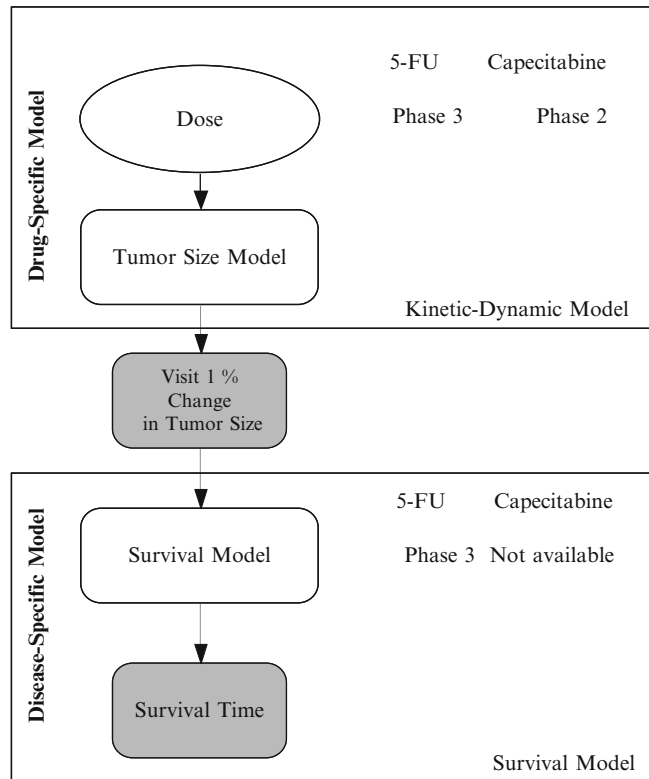 Drug-Specific Model
5-FU Capecitabine
Dose
Phase 3 Phase 2
Tumor Size Model
Kinetic-Dynamic Model
Visit 1 %
Change
in Tumor Size
Disease-Specific Model
5-FU Capecitabine
Survival Model
Phase 3 Not available
Survival Time
Survival Model